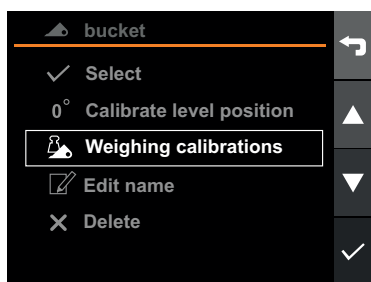 bucket
Select
0° Calibrate level position
Weighing calibrations
Edit name
Delete